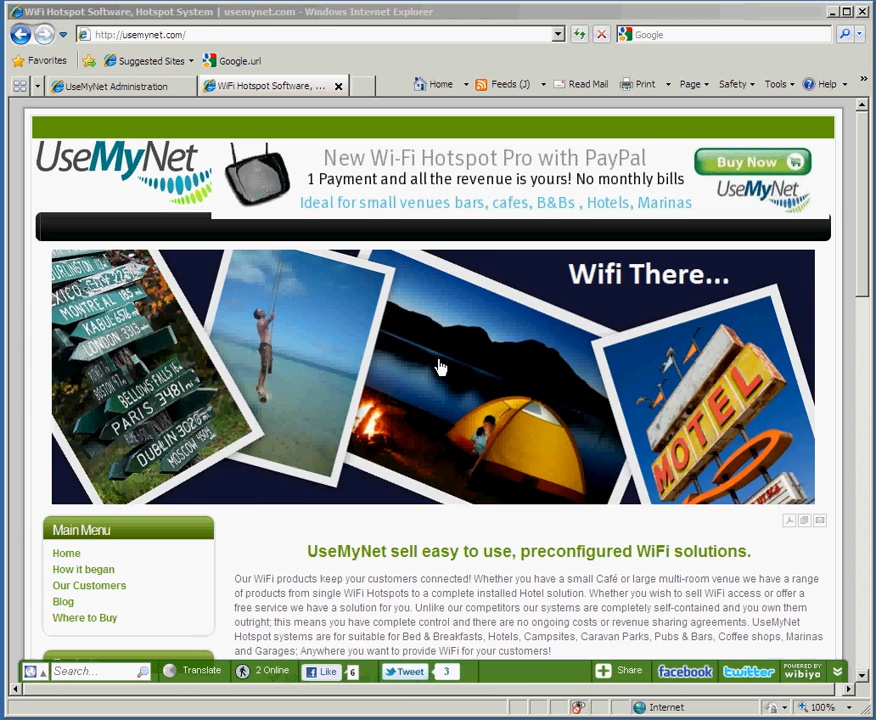 WiFi Hotspot Software, Hotspot System | usemynet.com - Windows Internet Explorer
http://usemynet.com/
Google
Favorites
Suggested Sites
Google.url
UseMyNet Administration
WiFi Hotspot Software, ...
Home
Feeds (J)
Read Mail
Print
Page
Safety
Tools
Help
UseMyNet
New Wi-Fi Hotspot Pro with PayPal
1 Payment and all the revenue is yours! No monthly bills
Ideal for small venues bars, cafes, B&Bs , Hotels, Marinas
Buy Now
UseMyNet
Wifi There...
BURLINGTON
MONTREAL 185
KABUL 6516
LONDON 3313
BELLOWS FALLS
PARIS 3481
DUBLIN
MOSCOW
MOTEL
Main Menu
Home
How it began
Our Customers
Blog
Where to Buy
UseMyNet sell easy to use, preconfigured WiFi solutions.
Our WiFi products keep your customers connected! Whether you have a small Café or large multi-room venue we have a range
of products from single WiFi Hotspots to a complete installed Hotel solution. Whether you wish to sell WiFi access or offer a
free service we have a solution for you. Unlike our competitors our systems are completely self-contained and you own them
outright; this means you have complete control and there are no ongoing costs or revenue sharing agreements. UseMyNet
Hotspot systems are for suitable for Bed & Breakfasts, Hotels, Campsites, Caravan Parks, Pubs & Bars, Coffee shops, Marinas
and Garages; Anywhere you want to provide WiFi for your customers!
Search...
Translate
2 Online
Like
6
Tweet
3
Share
facebook
twitter
POWERED BY
wibiya
Internet
100%